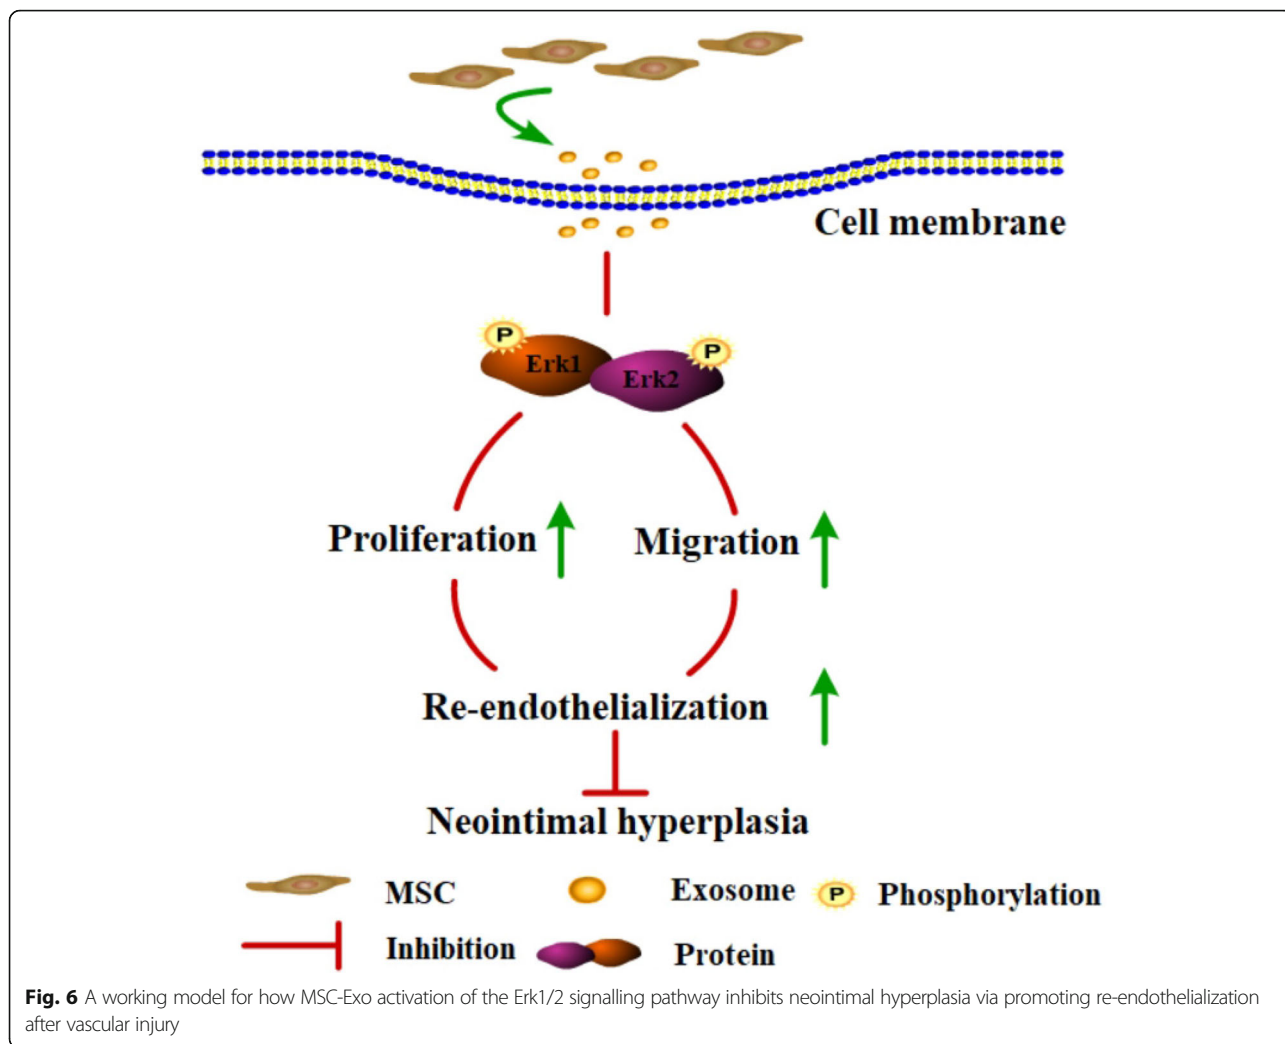 Cell membrane
P
P
Erk1
Erk2
Proliferation
Migration
Re-endothelialization
Neointimal hyperplasia
MSC
Exosome
P
Phosphorylation
Inhibition
Protein
Fig. 6 A working model for how MSC-Exo activation of the Erk1/2 signalling pathway inhibits neointimal hyperplasia via promoting re-endothelialization
after vascular injury